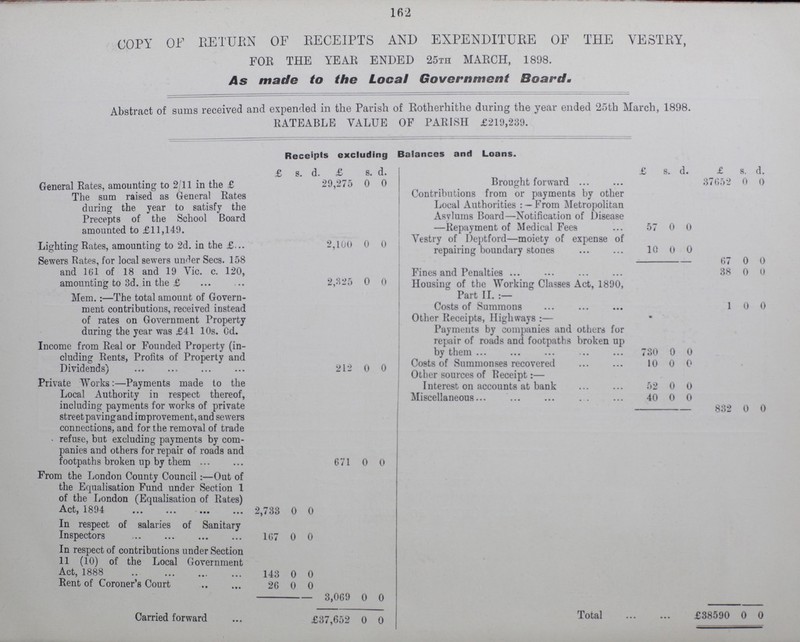 162
COPY OF RETURN OF RECEIPTS AND EXPENDITURE OF THE VESTRY,
FOR THE YEAR ENDED 25TH MARCH, 1898.
As made to the Local Government Board.
Abstract of sums received and expended in the Parish of Rotherhithe during the year ended 25th March, 1898.
RATEABLE VALUE OF PARISH £219,239.
Receipts excluding Balances and Loans.
£ s. d. £ s. d.
General Rates, amounting to 2/11 in the £ 29,275 0 0
The sum raised as General Rates
during the year to satisfy the
Precepts of the School Board
amounted to £11,149.
Lighting Rates, amounting to 2d. in the £... 2,100 0 0
Sewers Rates, for local sewers under Secs. 158
and 161 of 18 and 19 Vic. c. 120,
amounting to 3d. in the £ ... .. 2,325 0 0
Mem. :—The total amount of Govern-
ment contributions, received instead
of rates on Government Property
during the year was £41 10s. 0d.
Income from Real or Founded Property (in-
cluding Rents, Profits of Property and
Dividends) ... ... ... ... 212 0 0
Private Works:—Payments made to the
Local Authority in respect thereof,
including payments for works of private
street paving and improvement, and sewers
connections, and for the removal of trade
refuse, but excluding payments by com-
panies and others for repair of roads and
footpaths broken up by them ... ... 671 0 0
From the London County Council :—Out of
the Equalisation Fund under Section 1
of the London (Equalisation of Rates)
Act, 1894 ... ... ... ... 2,733 0 0
In respect of salaries of Sanitary
Inspectors ... ... ... ... 167 0 0
In respect of contributions under Section
11 (10) of the Local Government
Act, 1888 .. ... ... ... 143 0 0
Rent of Coroner's Court .. ... 26 0 0
3,069 0 0
Carried forward ... £37,652 0 0
£ s. d. £ s. d.
Brought forward ... ... 37652 0 0
Contributions from or payments by other
Local Authorities : — From Metropolitan
Asylums Board—Notification of Disease
—Repayment of Medical Fees ... 57 0 0
Vestry of Deptford—moiety of expense of
repairing boundary stones ... ... 10 0 0
67 0 0
Fines and Penalties ... ... ... ... 38 0 0
Housing of the Working Classes Act, 1890,
Part II. :—
Costs of Summons ... ... ... 1 0 0
Other Receipts, Highways :—
Payments by companies and others for
repair of roads and footpaths broken up
by them ... ... ... ... ... 730 0 0
Costs of Summonses recovered ... ... 10 0 0
Other sources of Receipt :—
Interest on accounts at bank ... ... 52 0 0
Miscellaneous... ... ... ... ... 40 0 0
832 0 0
Total ... ... £38590 0 0